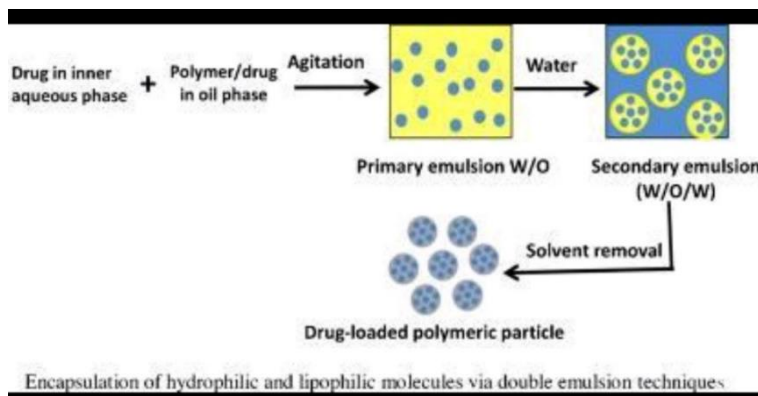 Drug in inner
aqueous phase
+
Polymer/drug
in oil phase
Agitation
Water
Primary emulsion W/O
Secondary emulsion
(W/O/W)
Solvent removal
Drug-loaded polymeric particle
Encapsulation of hydrophilic and lipophilic molecules via double emulsion techniques